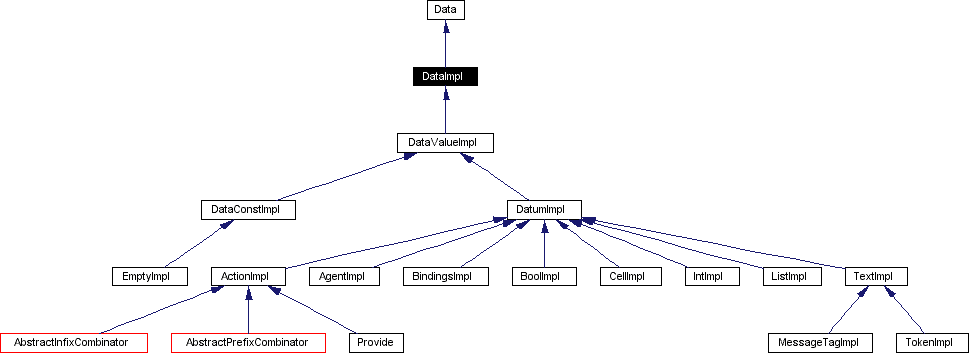 Data
DataImpl
DataValueImpl
DataConstImpl
DatumImpl
EmptyImpl
ActionImpl
AgentImpl
BindingsImpl
BoolImpl
CellImpl
IntImpl
ListImpl
TextImpl
AbstractInfixCombinator
AbstractPrefixCombinator
Provide
MessageTagImpl
TokenImpl